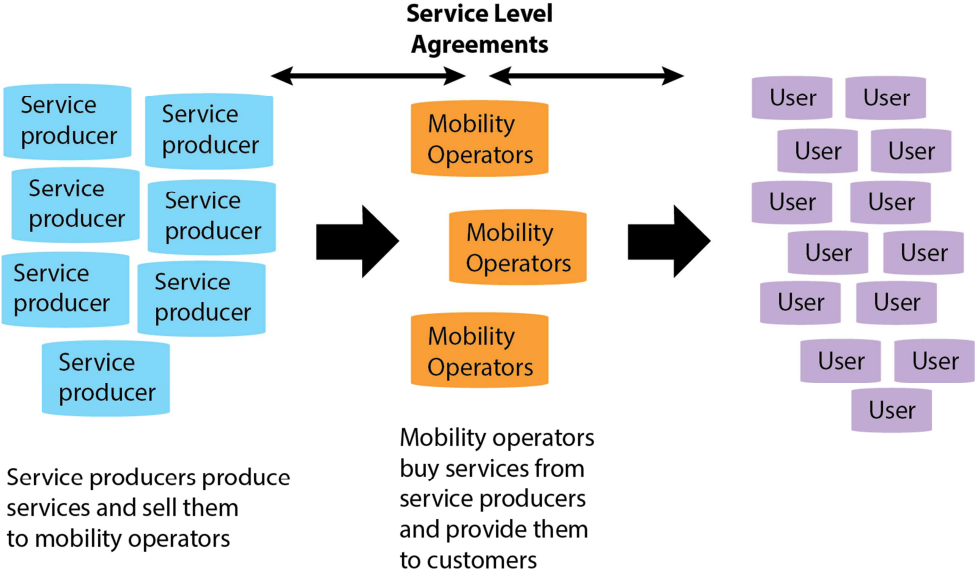 Service Level
Agreements
Service
producer
Service
producer
Service
producer
Service
producer
Service
producer
Service
producer
Service
producer
Mobility
Operators
Mobility
Operators
Mobility
Operators
User
User
User
User
User
User
User
User
User
User
User
User
User
Service producers produce
services and sell them
to mobility operators
Mobility operators
buy services from
service producers
and provide them
to customers